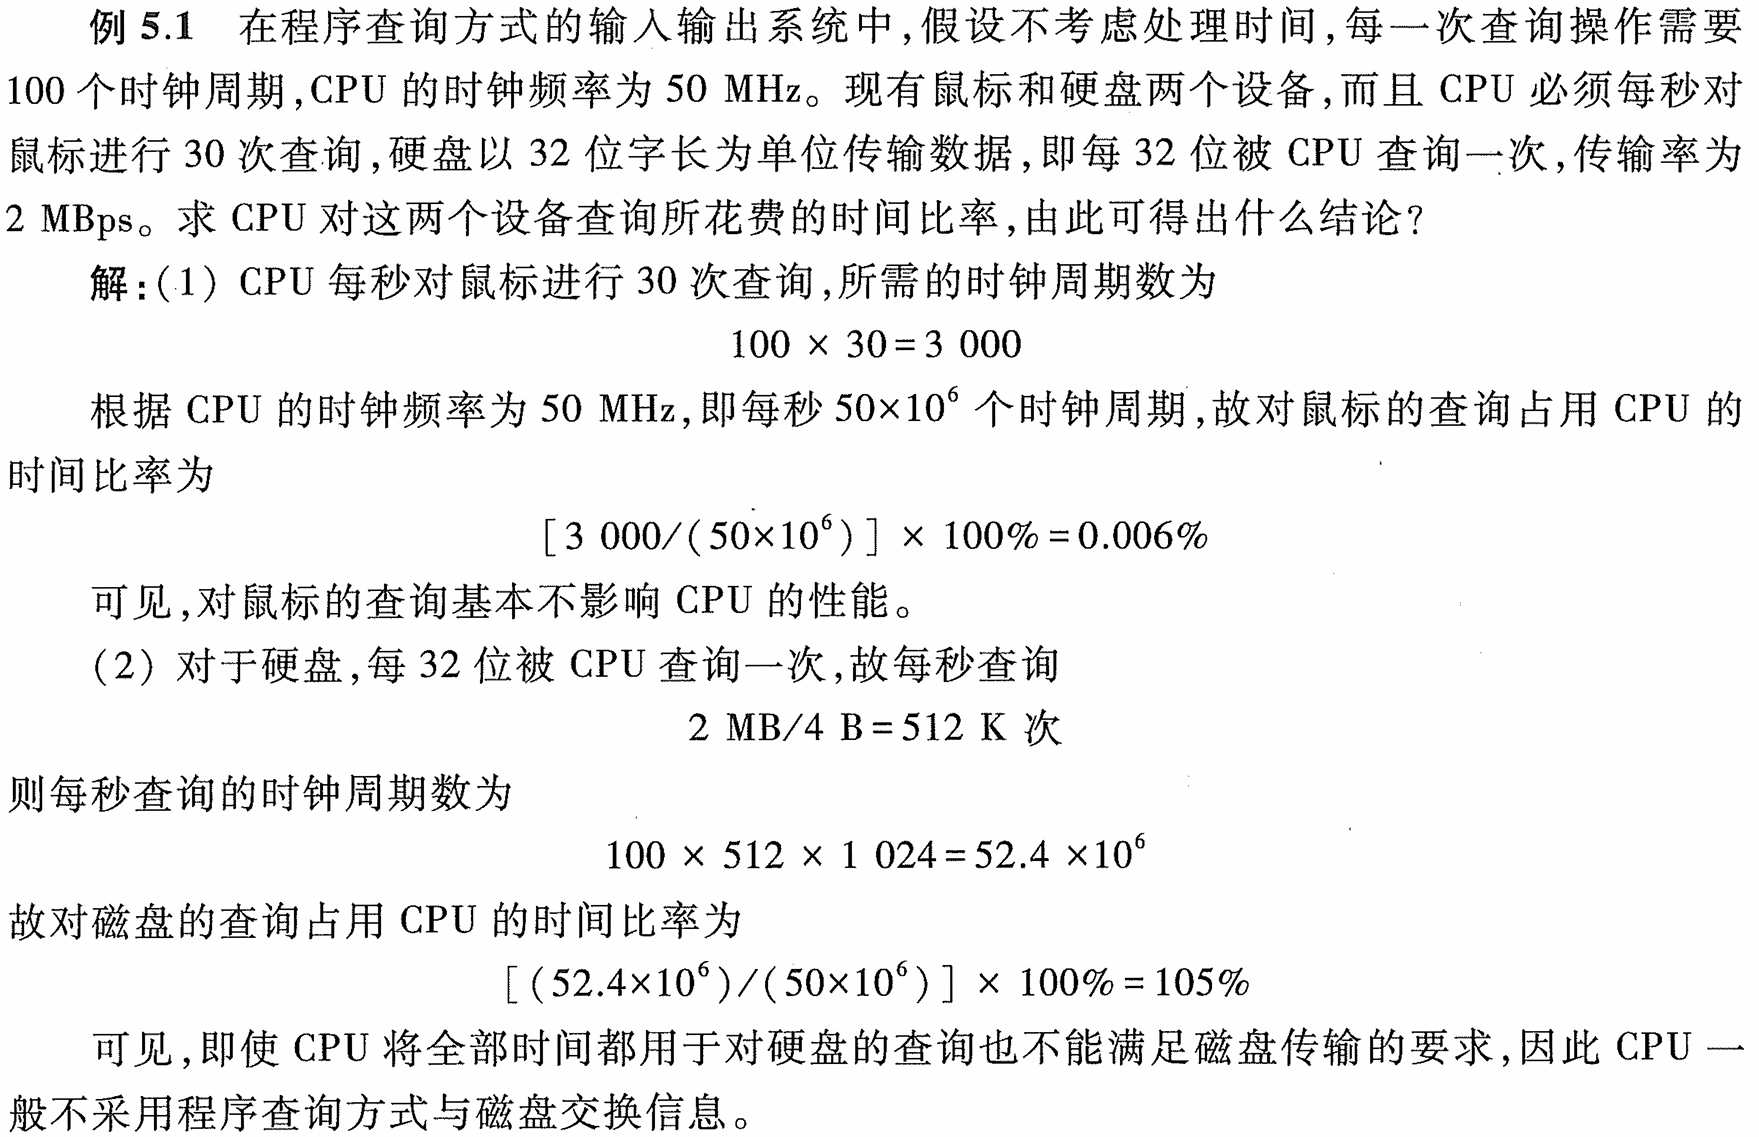 例 5.1 在程序查询方式的输入输出系统中,假设不考虑处理时间,每一次查询操作需要
100 个时钟周期,CPU 的时钟频率为 50 MHz。现有鼠标和硬盘两个设备,而且 CPU 必须每秒对
鼠标进行 30 次查询,硬盘以 32 位字长为单位传输数据,即每 32 位被 CPU 查询一次,传输率为
2 MBps。求 CPU 对这两个设备查询所花费的时间比率,由此可得出什么结论?
解:(1) CPU 每秒对鼠标进行 30 次查询,所需的时钟周期数为
100 × 30=3 000
根据 CPU 的时钟频率为 50 MHz,即每秒 50×10⁶ 个时钟周期,故对鼠标的查询占用 CPU 的
时间比率为
[3 000/(50×10⁶)] × 100%=0.006%
可见,对鼠标的查询基本不影响 CPU 的性能。
(2) 对于硬盘,每 32 位被 CPU 查询一次,故每秒查询
2 MB/4 B=512 K 次
则每秒查询的时钟周期数为
100 × 512 × 1 024=52.4 ×10⁶
故对磁盘的查询占用 CPU 的时间比率为
[(52.4×10⁶)/(50×10⁶)] × 100%=105%
可见,即使 CPU 将全部时间都用于对硬盘的查询也不能满足磁盘传输的要求,因此 CPU 一
般不采用程序查询方式与磁盘交换信息。